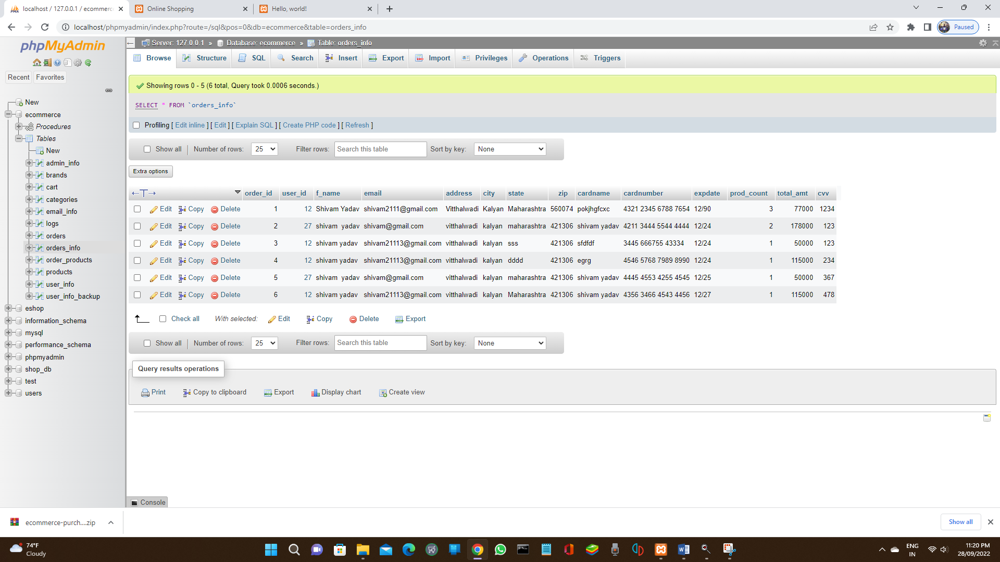 localhost / 127.0.0.1 / ecommerce
Online Shopping
Hello, world!
localhost/phpmyadmin/index.php?route=/sql&pos=0&db=ecommerce&table=orders_info
Paused
phpMyAdmin
Recent Favorites
New
ecommerce
Procedures
Tables
New
admin_info
brands
cart
categories
email_info
logs
orders
orders_info
order_products
products
user_info
user_info_backup
eshop
information_schema
mysql
performance_schema
phpmyadmin
shop_db
test
users
Server: 127.0.0.1 » Database: ecommerce » Table: orders_info
Browse Structure SQL Search Insert Export Import Privileges Operations Triggers
Showing rows 0 - 5 (6 total, Query took 0.0006 seconds.)
SELECT * FROM `orders_info`
Profiling [ Edit inline ] [ Edit ] [ Explain SQL ] [ Create PHP code ] [ Refresh ]
Show all Number of rows: 25 Filter rows: Search this table Sort by key: None
Extra options
order_id user_id f_name email address city state zip cardname cardnumber expdate prod_count total_amt cvv
Edit Copy Delete 1 12 Shivam Yadav shivam2111@gmail.com Vitthalwadi Kalyan Maharashtra 560074 pokjhgfcxc 4321 2345 6788 7654 12/90 3 77000 1234
Edit Copy Delete 2 27 shivam yadav shivam@gmail.com vitthalwadi kalyan maharashtra 421306 shivam yadav 4211 3444 5544 4444 12/24 2 178000 123
Edit Copy Delete 3 12 shivam yadav shivam21113@gmail.com vitthalwadi kalyan sss 421306 sfdfdf 3445 666755 43334 12/24 1 50000 123
Edit Copy Delete 4 12 shivam yadav shivam21113@gmail.com vitthalwadi kalyan dddd 421306 egrg 4546 5768 7989 8990 12/24 1 115000 234
Edit Copy Delete 5 27 shivam yadav shivam@gmail.com vitthalwadi kalyan maharashtra 421306 shivam yadav 4445 4553 4255 4545 12/25 1 50000 367
Edit Copy Delete 6 12 shivam yadav shivam21113@gmail.com vitthalwadi kalyan Maharashtra 421306 shivam yadav 4356 3466 4543 4456 12/27 1 115000 478
Check all With selected: Edit Copy Delete Export
Show all Number of rows: 25 Filter rows: Search this table Sort by key: None
Query results operations
Print Copy to clipboard Export Display chart Create view
Console
ecommerce-purch....zip
Show all
74°F
Cloudy
ENG
IN
11:20 PM
28/09/2022